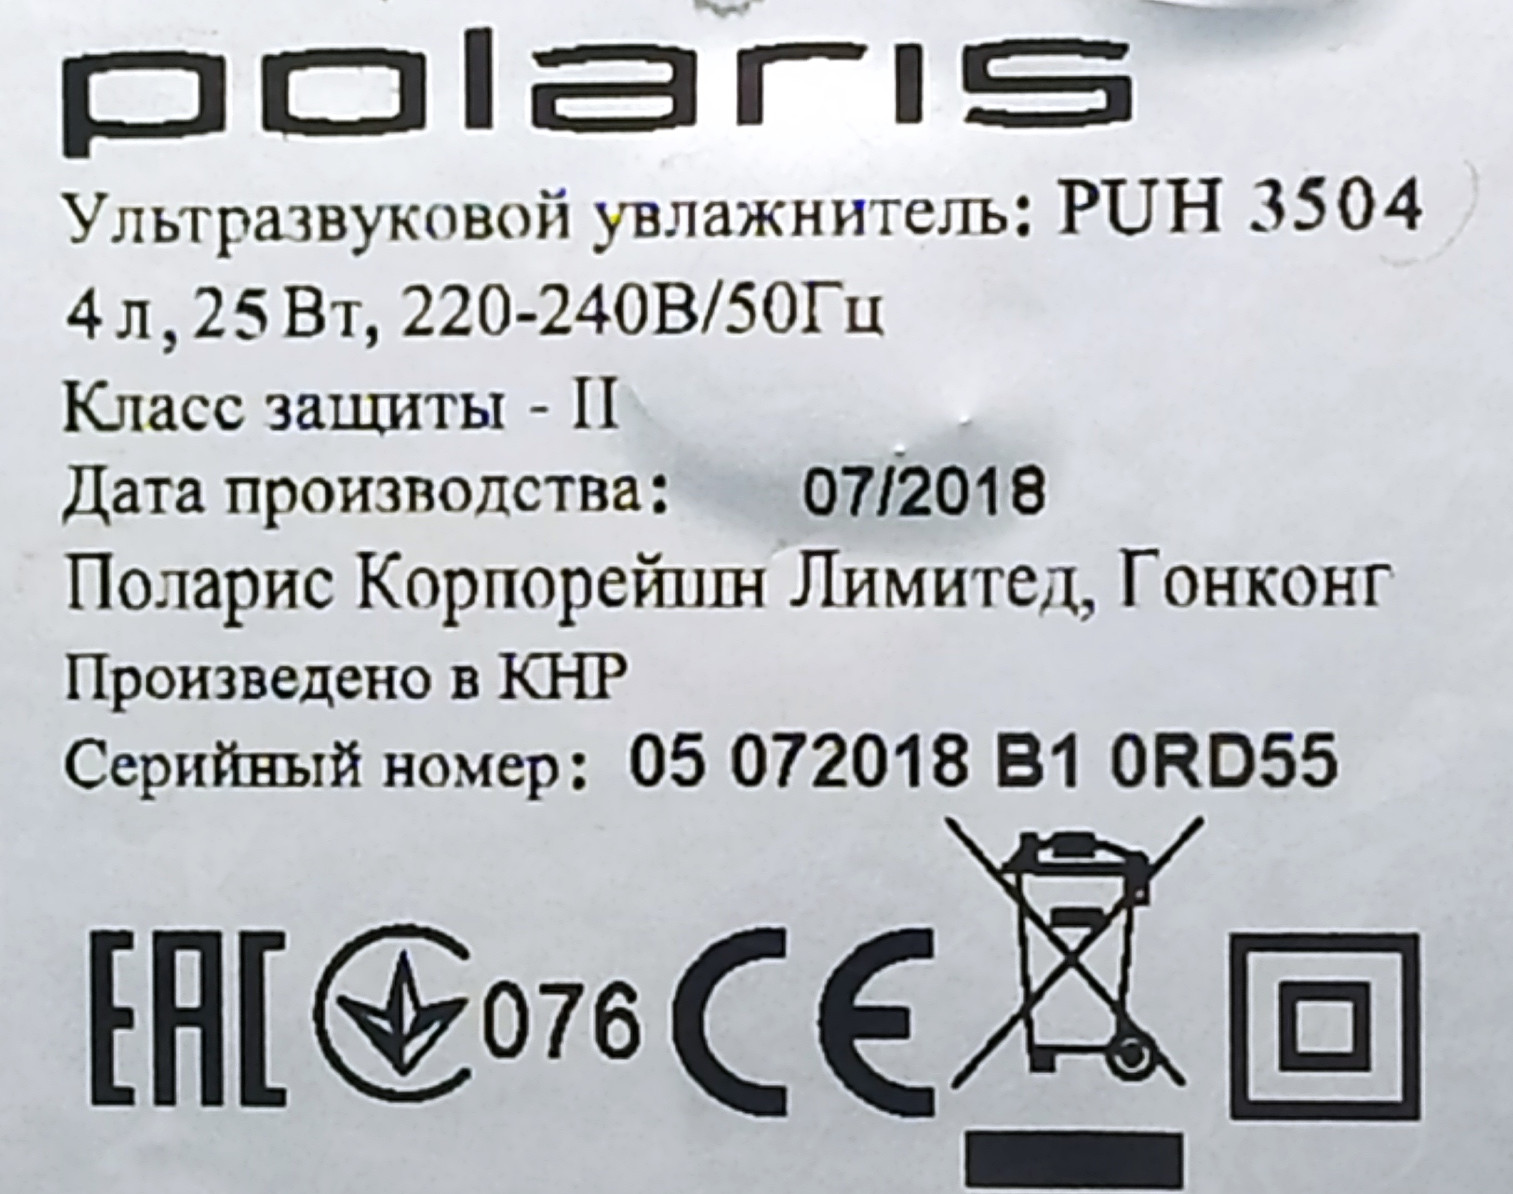 polaris
Ультразвуковой увлажнитель: PUH 3504
4 л, 25 Вт, 220-240В/50Гц
Класс защиты - II
Дата производства: 07/2018
Поларис Корпорейшн Лимитед, Гонконг
Произведено в КНР
Серийный номер: 05 072018 B1 0RD55
EAC 076 CE